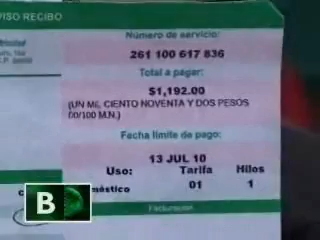 VISO RECIBO
Número de servicio:
261 100 617 836
Total a pagar:
$1,192.00
(UN MIL CIENTO NOVENTA Y DOS PESOS
00/100 M.N.)
Fecha límite de pago:
13 JUL 10
Uso: Tarifa Hilos
méstico 01 1
Facturación
B